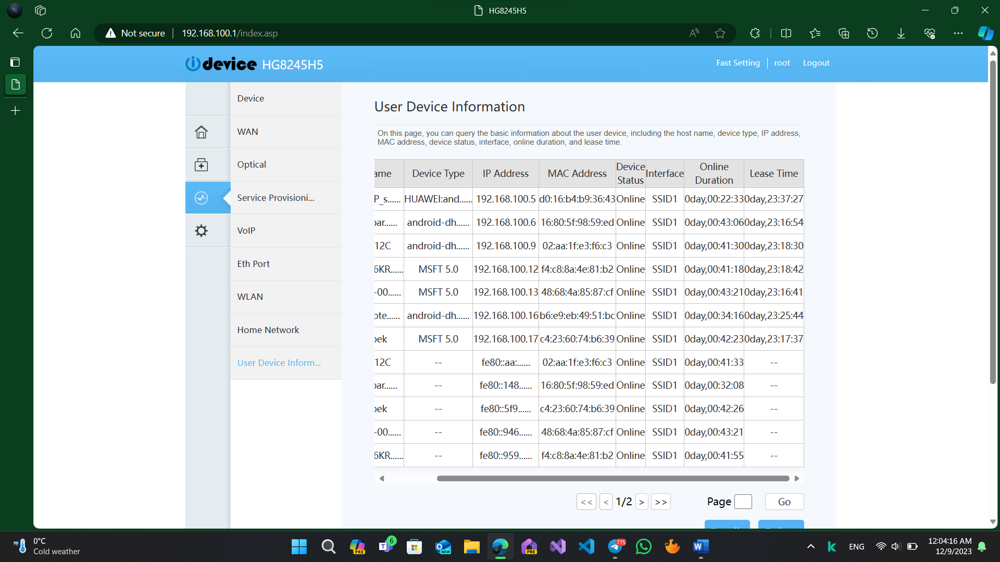 HG8245H5
Not secure
192.168.100.1/index.asp
device HG8245H5
Fast Setting
root
Logout
Device
WAN
Optical
Service Provisioni...
VoIP
Eth Port
WLAN
Home Network
User Device Inform...
User Device Information
On this page, you can query the basic information about the user device, including the host name, device type, IP address,
MAC address, device status, interface, online duration, and lease time.
ame Device Type IP Address MAC Address Device Status Interface Online Duration Lease Time
P_s...... HUAWEI:and...... 192.168.100.5 d0:16:b4:b9:36:43 Online SSID1 0day,00:22:33 0day,23:37:27
bar...... android-dh...... 192.168.100.6 16:80:5f:98:59:ed Online SSID1 0day,00:43:06 0day,23:16:54
12C android-dh...... 192.168.100.9 02:aa:1f:e3:f6:c3 Online SSID1 0day,00:41:30 0day,23:18:30
6KR...... MSFT 5.0 192.168.100.12 f4:c8:8a:4e:81:b2 Online SSID1 0day,00:41:18 0day,23:18:42
-00...... MSFT 5.0 192.168.100.13 48:68:4a:85:87:cf Online SSID1 0day,00:43:21 0day,23:16:41
ote...... android-dh...... 192.168.100.16 b6:e9:eb:49:51:bc Online SSID1 0day,00:34:16 0day,23:25:44
bek MSFT 5.0 192.168.100.17 c4:23:60:74:b6:39 Online SSID1 0day,00:42:23 0day,23:17:37
12C -- fe80::aa:...... 02:aa:1f:e3:f6:c3 Online SSID1 0day,00:41:33 --
bar...... -- fe80::148...... 16:80:5f:98:59:ed Online SSID1 0day,00:32:08 --
bek -- fe80::5f9...... c4:23:60:74:b6:39 Online SSID1 0day,00:42:26 --
-00...... -- fe80::946...... 48:68:4a:85:87:cf Online SSID1 0day,00:43:21 --
6KR...... -- fe80::959...... f4:c8:8a:4e:81:b2 Online SSID1 0day,00:41:55 --
<< < 1/2 > >> Page Go
0°C
Cold weather
PRE
6
NEW
PRE
775
ENG
12:04:16 AM
12/9/2023